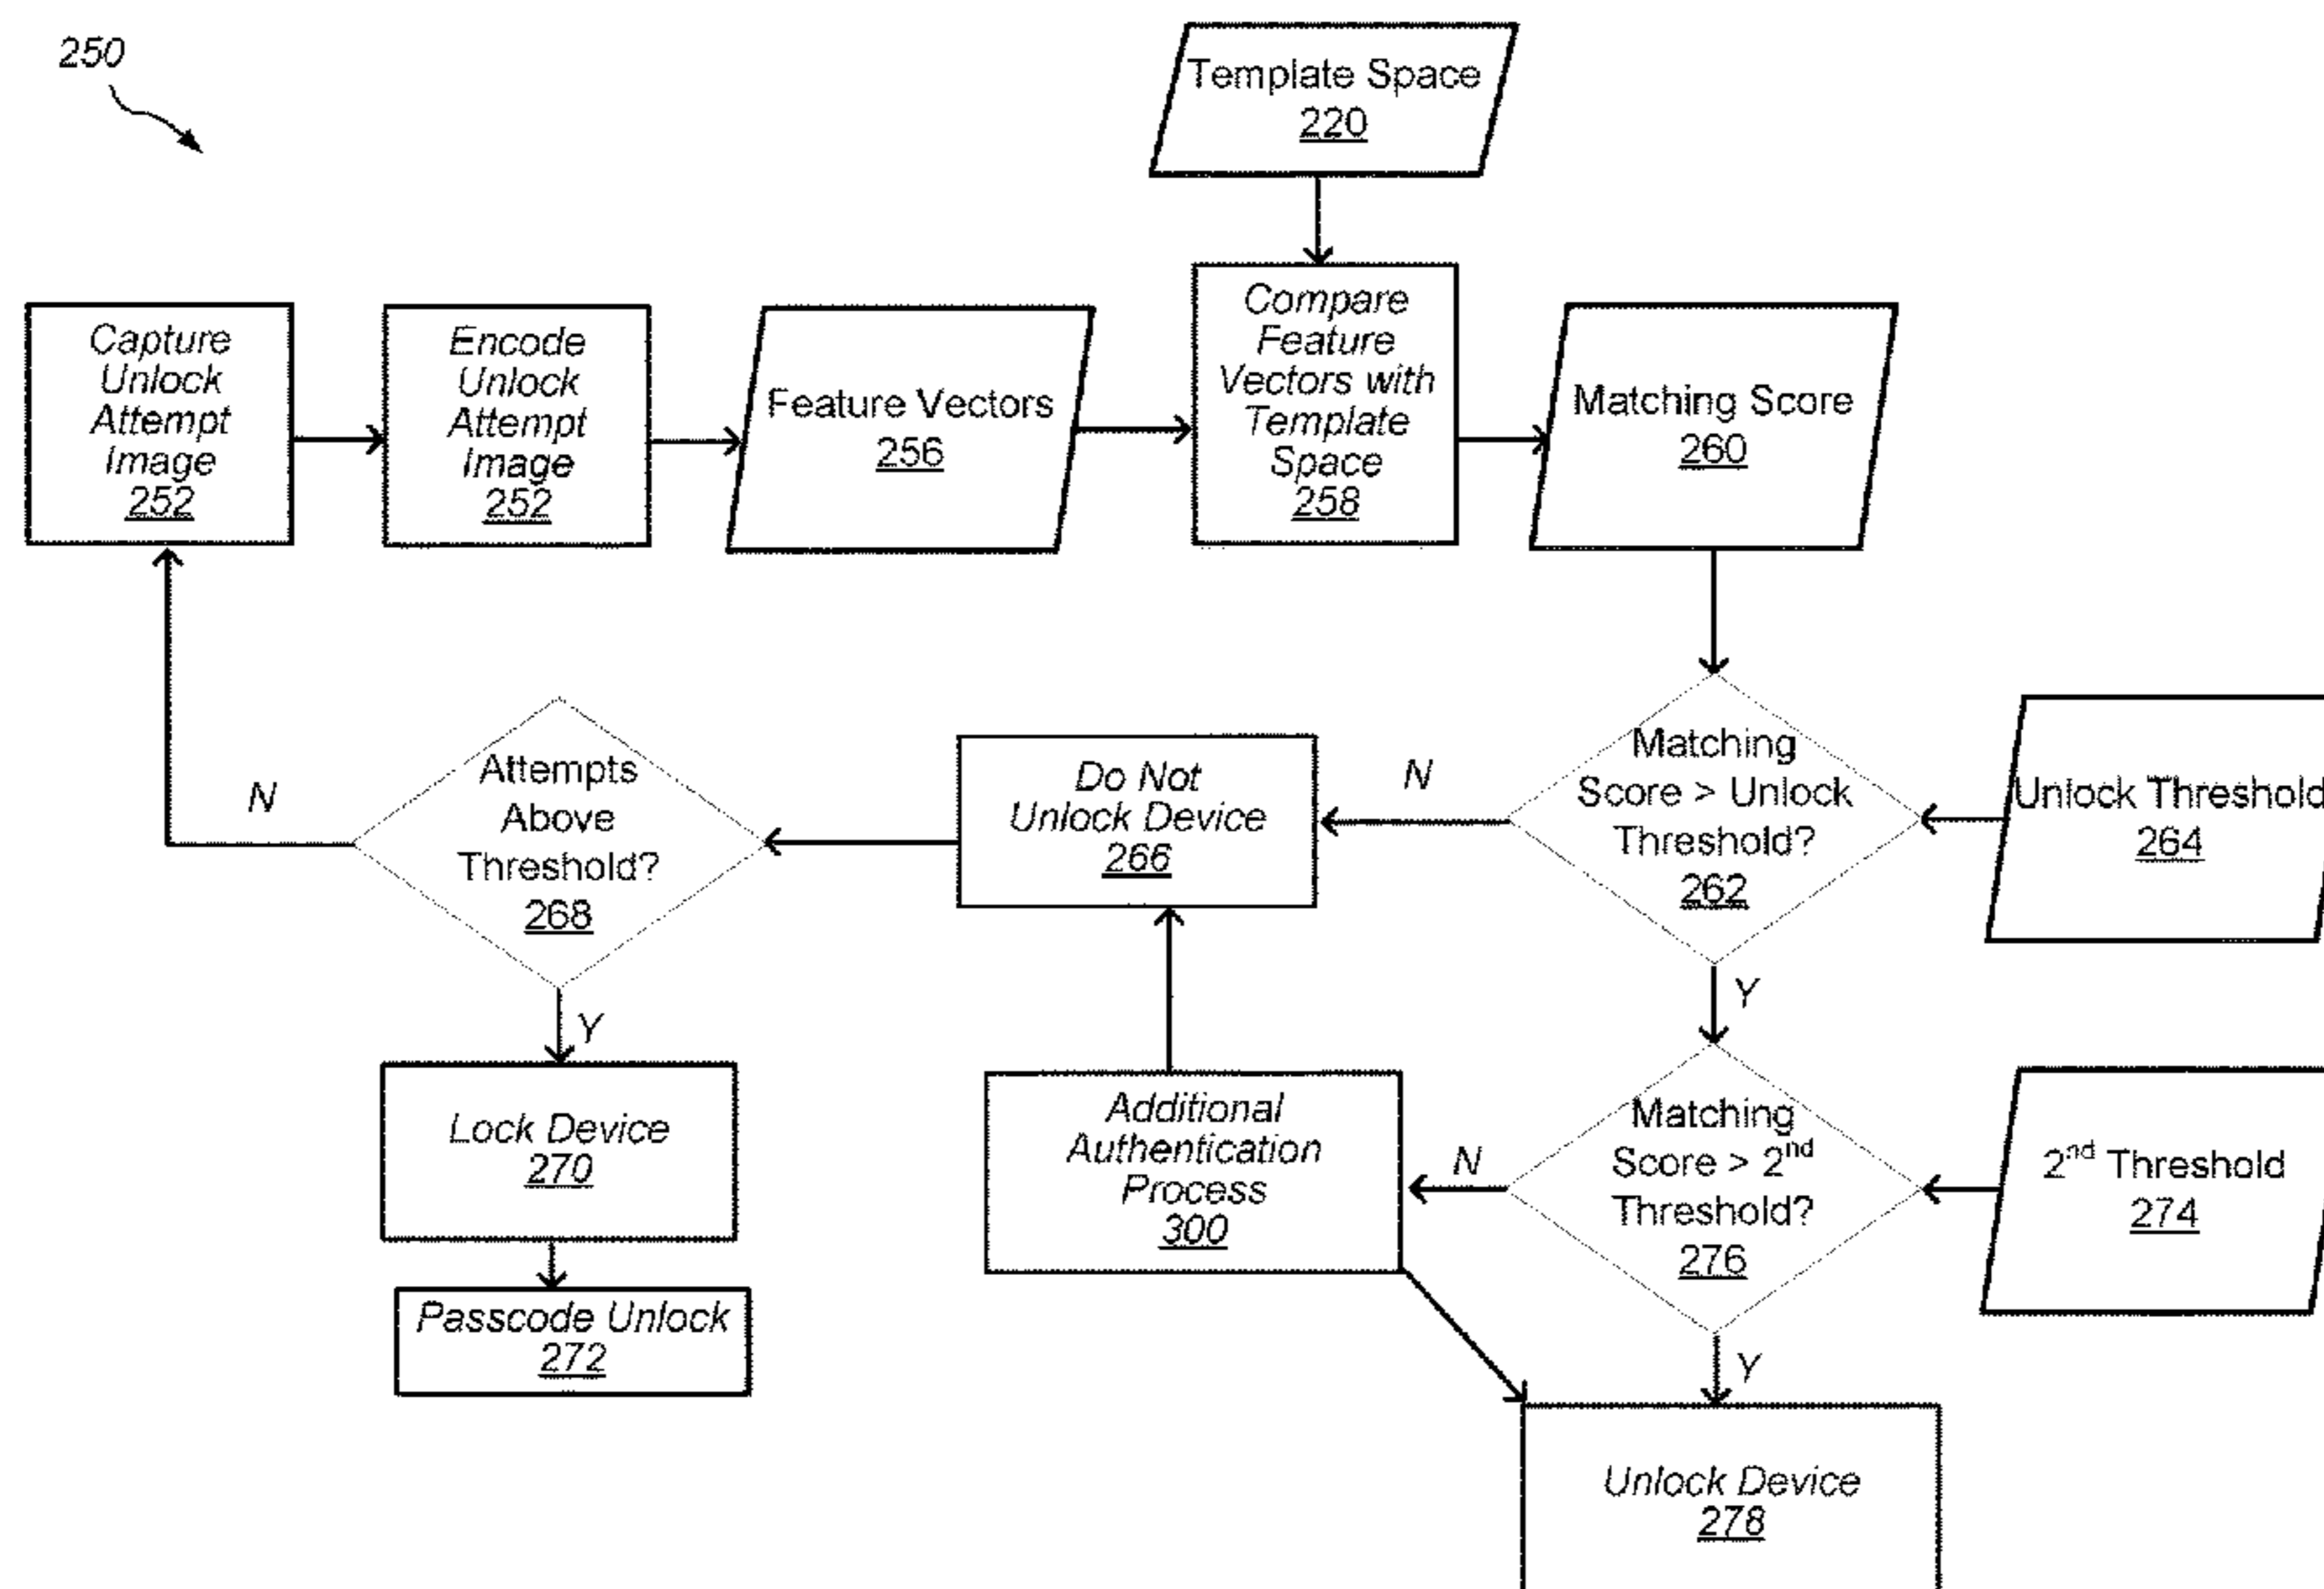 250
Template Space
220
Capture
Unlock
Attempt
Image
252
Encode
Unlock
Attempt
Image
252
Feature Vectors
256
Compare
Feature
Vectors with
Template
Space
258
Matching Score
260
Attempts
Above
Threshold?
268
N
Y
Do Not
Unlock Device
266
N
Matching
Score > Unlock
Threshold?
262
Y
Unlock Threshold
264
Lock Device
270
Passcode Unlock
272
Additional
Authentication
Process
300
N
Matching
Score > 2nd
Threshold?
276
Y
2nd Threshold
274
Unlock Device
278